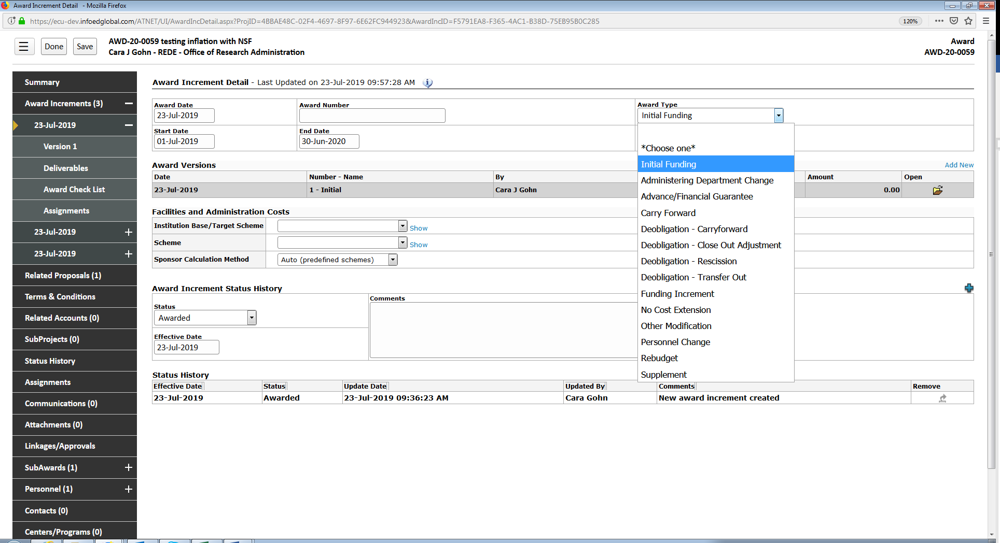 Award Increment Detail - Mozilla Firefox
https://ecu-dev.infoedglobal.com/ATNET/UI/AwardIncDetail.aspx?ProjID=4BBAE48C-02F4-4697-8F97-6E62FC944923&AwardIncID=F5791EA8-F365-4AC1-B38D-75EB95B0C285
120%
Done
Save
AWD-20-0059 testing inflation with NSF
Cara J Gohn - REDE - Office of Research Administration
Award
AWD-20-0059
Summary
Award Increments (3)
23-Jul-2019
Version 1
Deliverables
Award Check List
Assignments
23-Jul-2019
23-Jul-2019
Related Proposals (1)
Terms & Conditions
Related Accounts (0)
SubProjects (0)
Status History
Assignments
Communications (0)
Attachments (0)
Linkages/Approvals
SubAwards (1)
Personnel (1)
Contacts (0)
Centers/Programs (0)
Award Increment Detail - Last Updated on 23-Jul-2019 09:57:28 AM
Award Date
23-Jul-2019
Award Number
Award Type
Initial Funding
Start Date
01-Jul-2019
End Date
30-Jun-2020
*Choose one*
Initial Funding
Administering Department Change
Advance/Financial Guarantee
Carry Forward
Deobligation - Carryforward
Deobligation - Close Out Adjustment
Deobligation - Rescission
Deobligation - Transfer Out
Funding Increment
No Cost Extension
Other Modification
Personnel Change
Rebudget
Supplement
Award Versions
Add New
Date Number - Name By Amount Open
23-Jul-2019 1 - Initial Cara J Gohn 0.00
Facilities and Administration Costs
Institution Base/Target Scheme Show
Scheme Show
Sponsor Calculation Method Auto (predefined schemes)
Award Increment Status History
Status
Awarded
Comments
Effective Date
23-Jul-2019
Status History
Effective Date Status Update Date Updated By Comments Remove
23-Jul-2019 Awarded 23-Jul-2019 09:36:23 AM Cara Gohn New award increment created